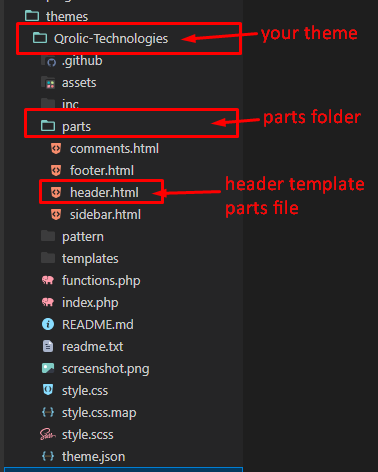 themes
Qrolic-Technologies
your theme
.github
assets
inc
parts
parts folder
comments.html
footer.html
header.html
header template
parts file
sidebar.html
pattern
templates
functions.php
index.php
README.md
readme.txt
screenshot.png
style.css
style.css.map
style.scss
theme.json